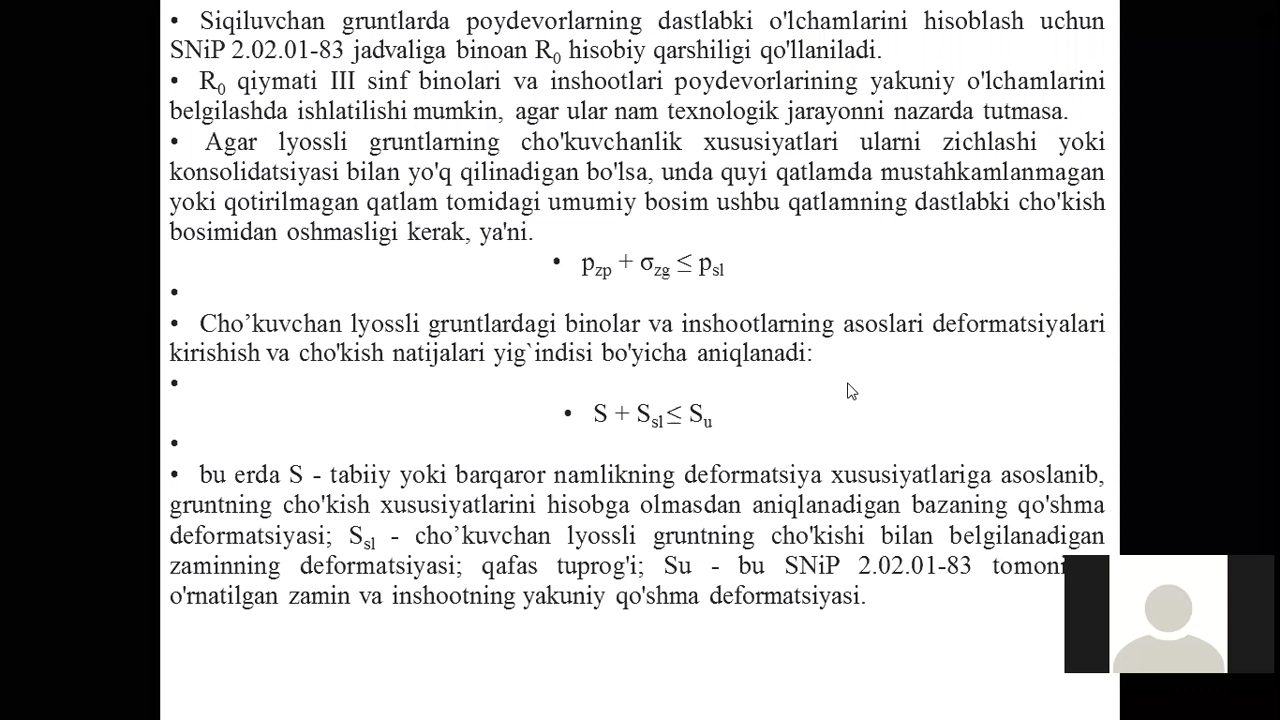 • Siqiluvchan gruntlarda poydevorlarning dastlabki o'lchamlarini hisoblash uchun
SNiP 2.02.01-83 jadvaliga binoan R₀ hisobiy qarshiligi qo'llaniladi.
• R₀ qiymati III sinf binolari va inshootlari poydevorlarining yakuniy o'lchamlarini
belgilashda ishlatilishi mumkin, agar ular nam texnologik jarayonni nazarda tutmasa.
• Agar lyossli gruntlarning cho'kuvchanlik xususiyatlari ularni zichlashi yoki
konsolidatsiyasi bilan yo'q qilinadigan bo'lsa, unda quyi qatlamda mustahkamlanmagan
yoki qotirilmagan qatlam tomidagi umumiy bosim ushbu qatlamning dastlabki cho'kish
bosimidan oshmasligi kerak, ya'ni.
• p_zp + σ_zg ≤ p_sl
•
• Cho’kuvchan lyossli gruntlardagi binolar va inshootlarning asoslari deformatsiyalari
kirishish va cho'kish natijalari yig`indisi bo'yicha aniqlanadi:
•
• S + S_sl ≤ S_u
•
• bu erda S - tabiiy yoki barqaror namlikning deformatsiya xususiyatlariga asoslanib,
gruntning cho'kish xususiyatlarini hisobga olmasdan aniqlanadigan bazaning qo'shma
deformatsiyasi; S_sl - cho’kuvchan lyossli gruntning cho'kishi bilan belgilanadigan
zaminning deformatsiyasi; qafas tuprog'i; Su - bu SNiP 2.02.01-83
o'rnatilgan zamin va inshootning yakuniy qo'shma deformatsiyasi.